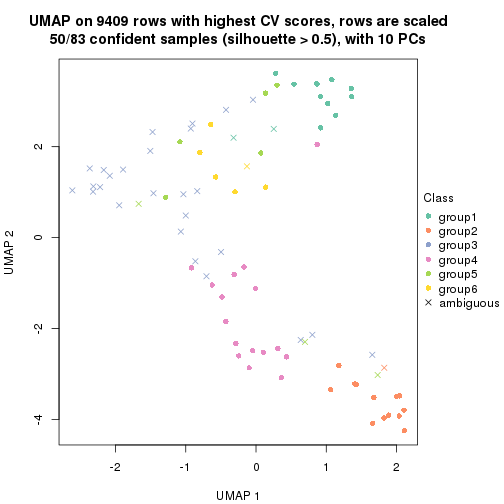 UMAP on 9409 rows with highest CV scores, rows are scaled
50/83 confident samples (silhouette > 0.5), with 10 PCs
2
0
-2
-4
UMAP 2
-2
-1
0
1
2
UMAP 1
Class
group1
group2
group3
group4
group5
group6
ambiguous